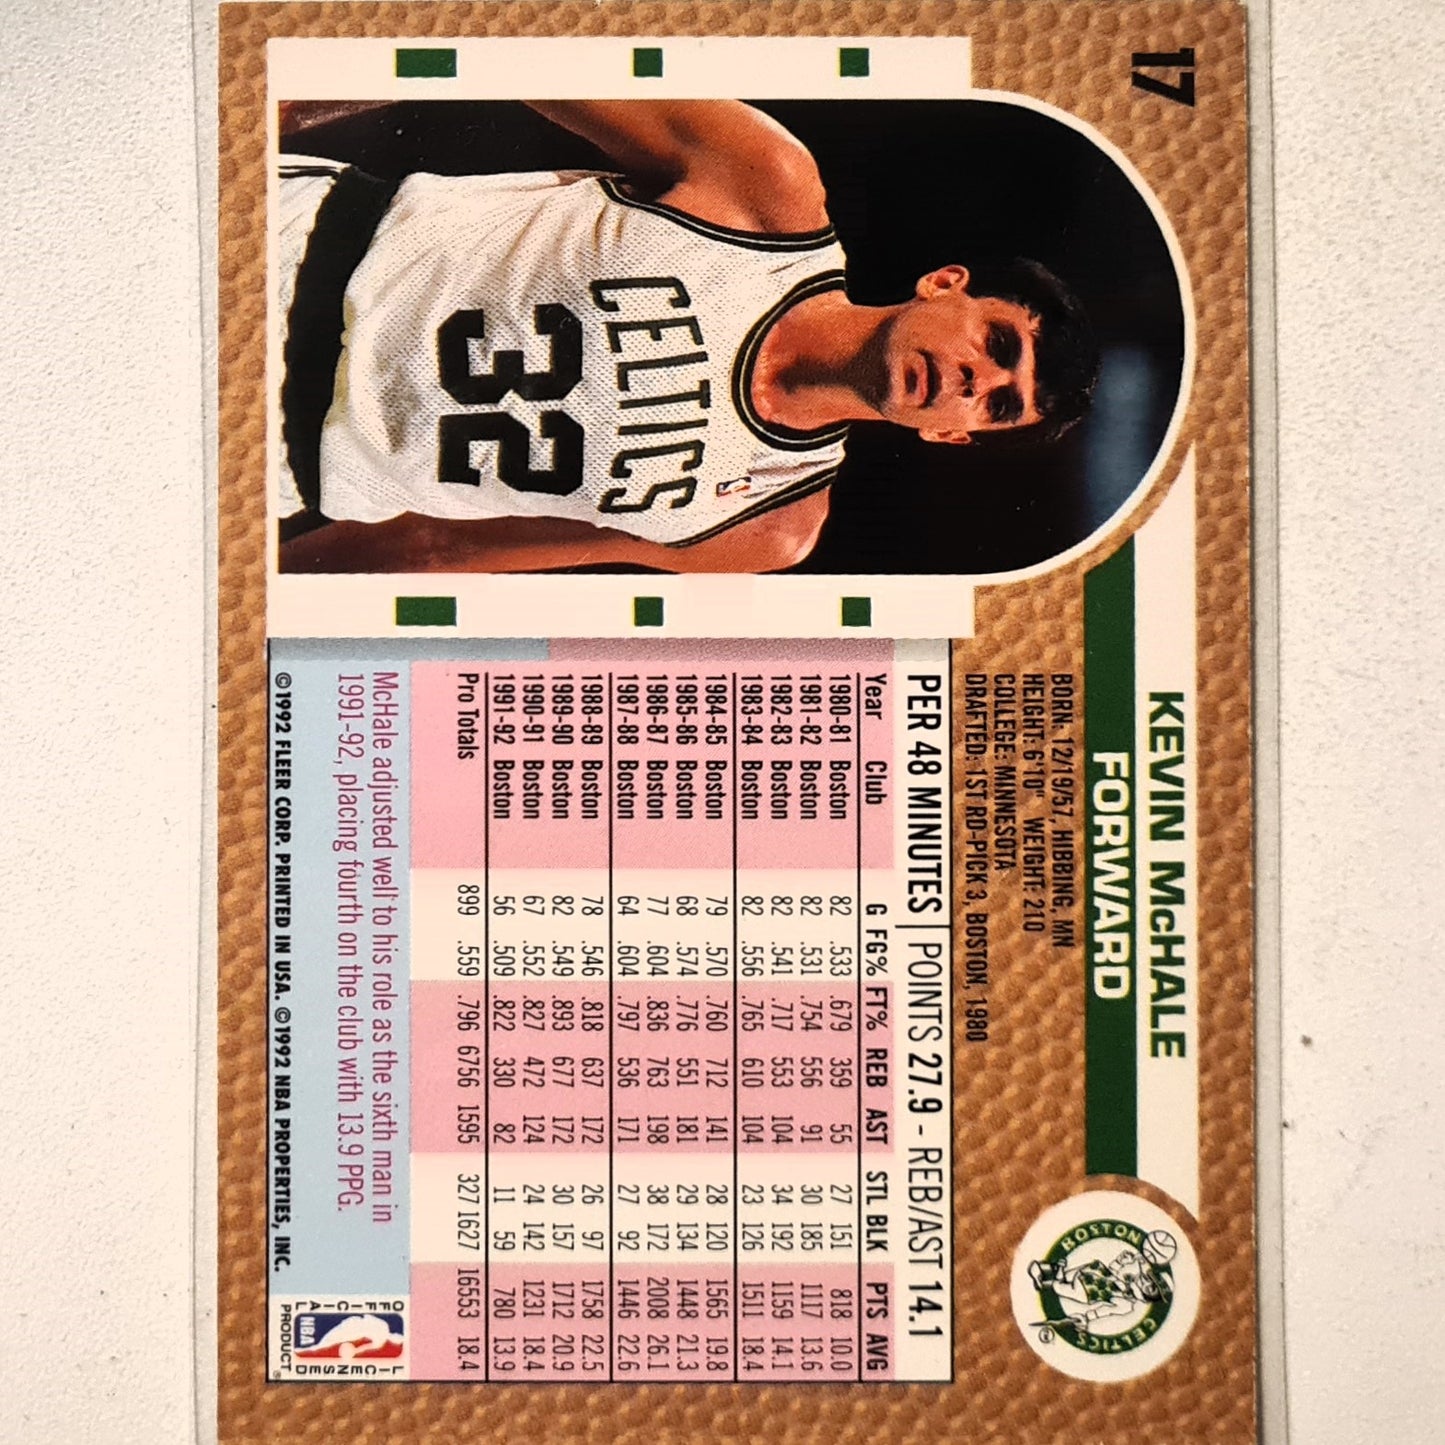 17
KEVIN McHALE
FORWARD
BORN: 12/19/57, HIBBING, MN
HEIGHT: 6'10" WEIGHT: 210
COLLEGE: MINNESOTA
DRAFTED: 1ST RD-PICK 3, BOSTON, 1980
BOSTON
CELTICS
CELTICS
32
PER 48 MINUTES POINTS 27.9 - REB/AST 14.1
Year Club G FG% FT% REB AST STL BLK PTS AVG
1980-81 Boston 82 .533 .679 359 55 27 151 818 10.0
1981-82 Boston 82 .531 .754 556 91 30 185 1117 13.6
1982-83 Boston 82 .541 .717 553 104 34 192 1159 14.1
1983-84 Boston 82 .556 .765 610 104 23 126 1511 18.4
1984-85 Boston 79 .570 .760 712 141 28 120 1565 19.8
1985-86 Boston 68 .574 .776 551 181 29 134 1448 21.3
1986-87 Boston 77 .604 .836 763 198 38 172 2008 26.1
1987-88 Boston 64 .604 .797 536 171 27 92 1446 22.6
1988-89 Boston 78 .546 .818 637 172 26 97 1758 22.5
1989-90 Boston 82 .549 .893 677 172 30 157 1712 20.9
1990-91 Boston 67 .552 .827 472 124 24 142 1231 18.4
1991-92 Boston 56 .509 .822 330 82 11 59 780 13.9
Pro Totals 899 .559 .796 6756 1595 327 1627 16553 18.4
McHale adjusted well to his role as the sixth man in
1991-92, placing fourth on the club with 13.9 PPG.
OFFICIAL LICENSED
NBA
PRODUCT
©1992 FLEER CORP. PRINTED IN USA. ©1992 NBA PROPERTIES, INC.